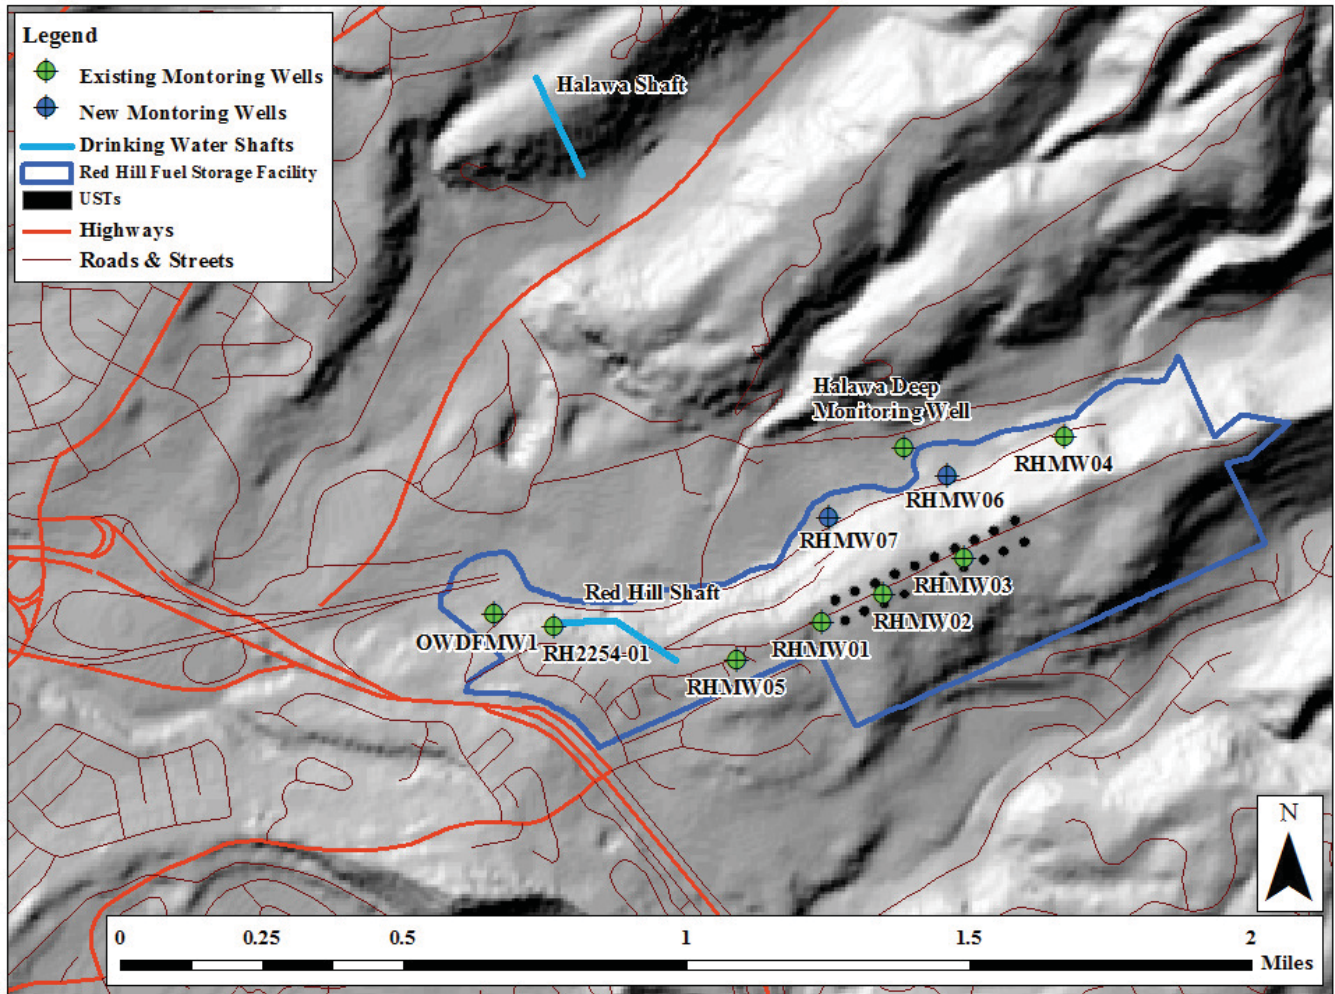 Legend
Existing Montoring Wells
New Montoring Wells
Drinking Water Shafts
Red Hill Fuel Storage Facility
USTs
Highways
Roads & Streets
Halawa Shaft
Halawa Deep
Monitoring Well
RHMW04
RHMW06
RHMW07
RHMW03
Red Hill Shaft
RHMW02
OWDFMW1
RH2254-01
RHMW01
RHMW05
N
0 0.25 0.5 1 1.5 2
Miles